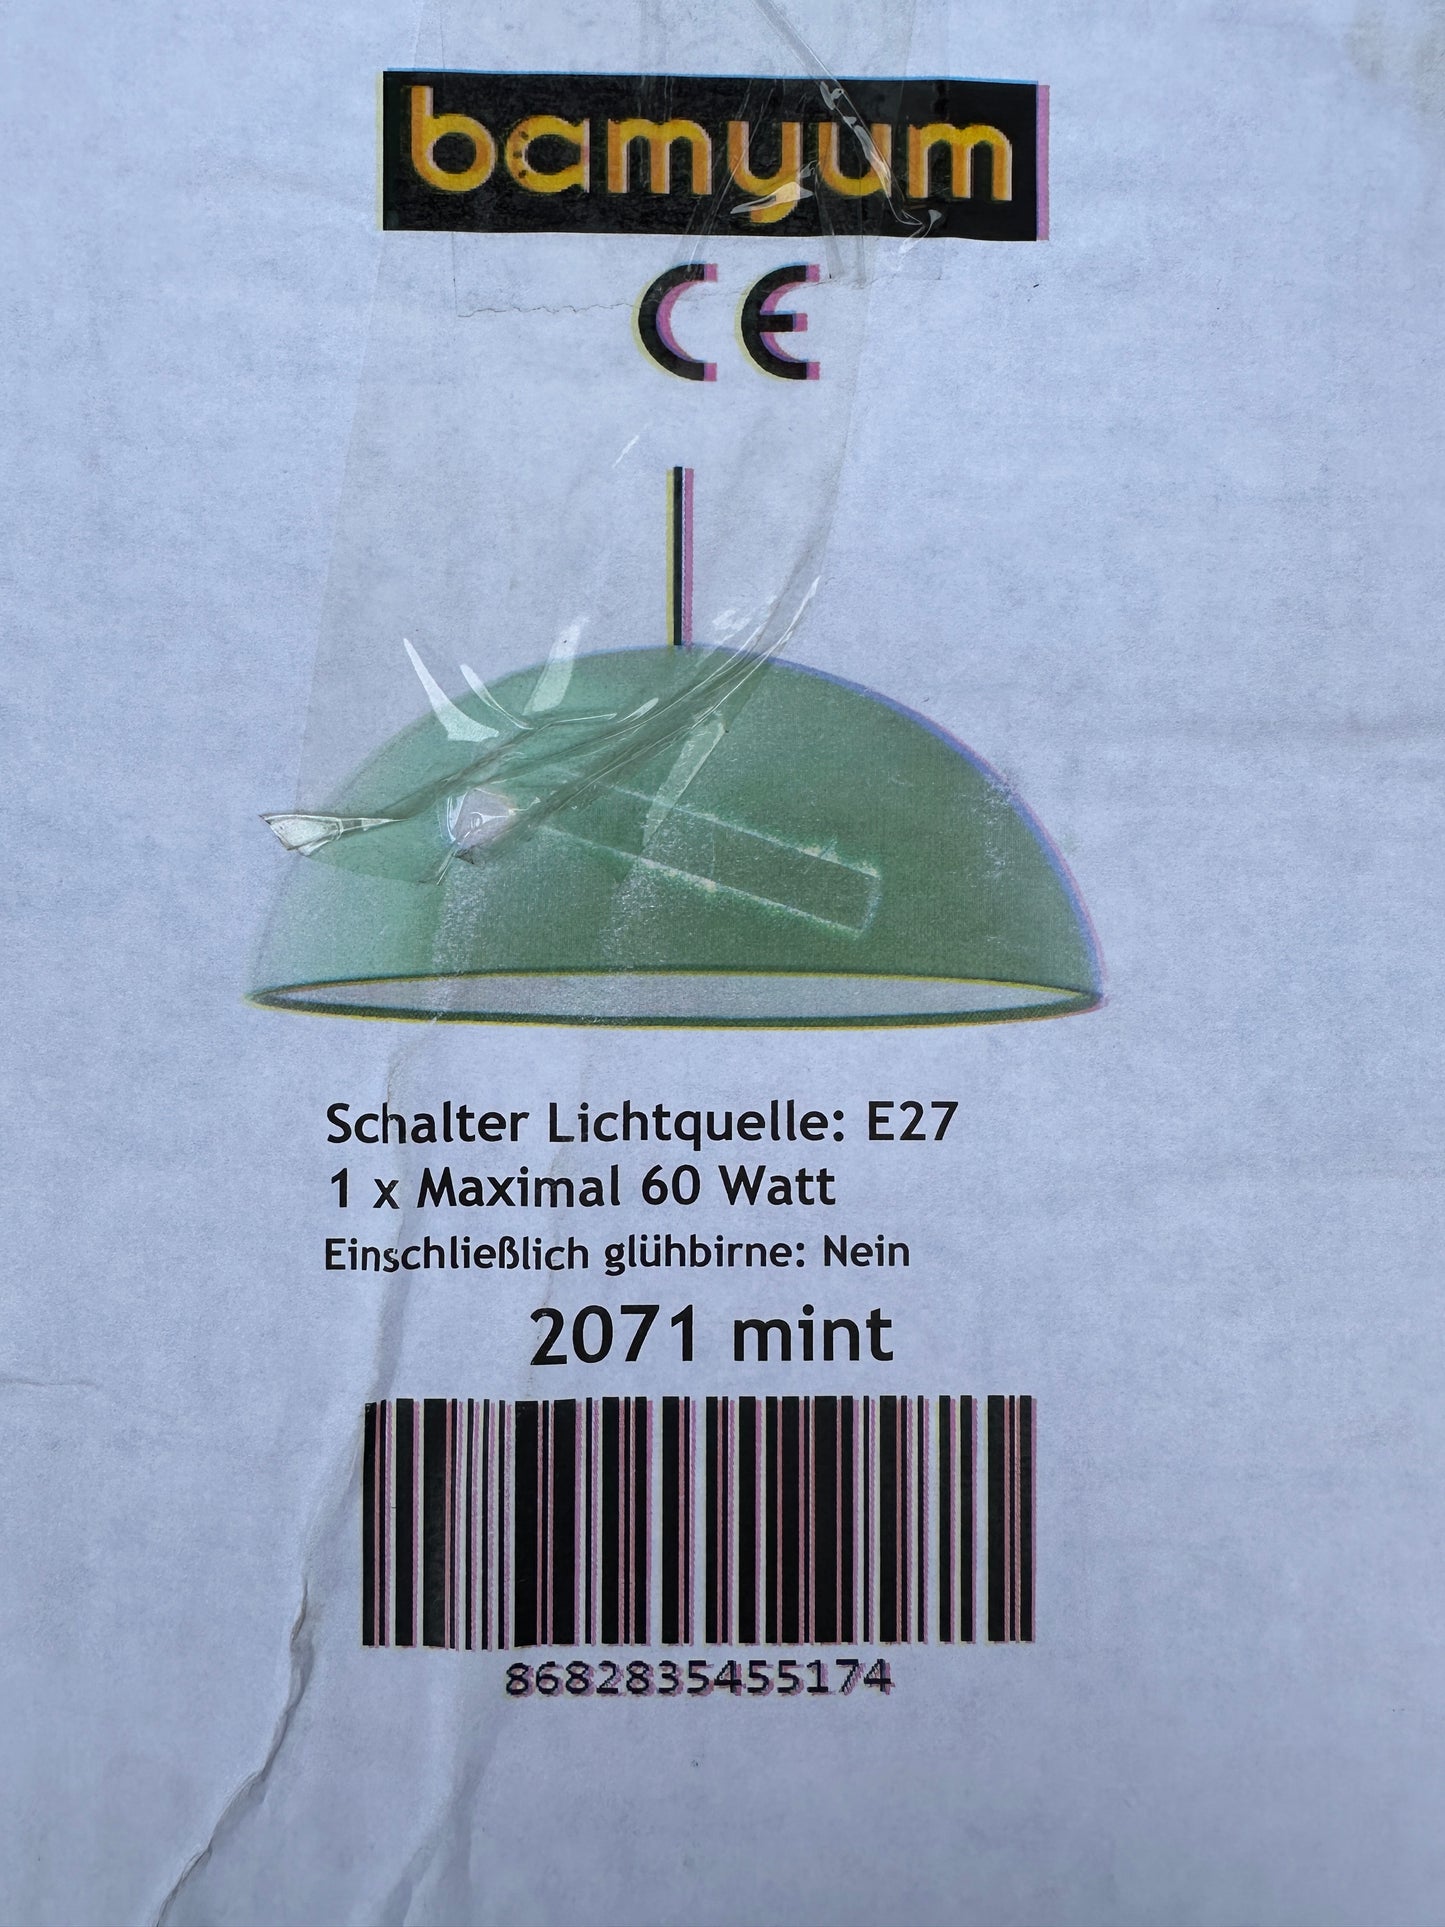 bamyum
CE
Schalter Lichtquelle: E27
1 x Maximal 60 Watt
Einschließlich glühbirne: Nein
2071 mint
8682835455174